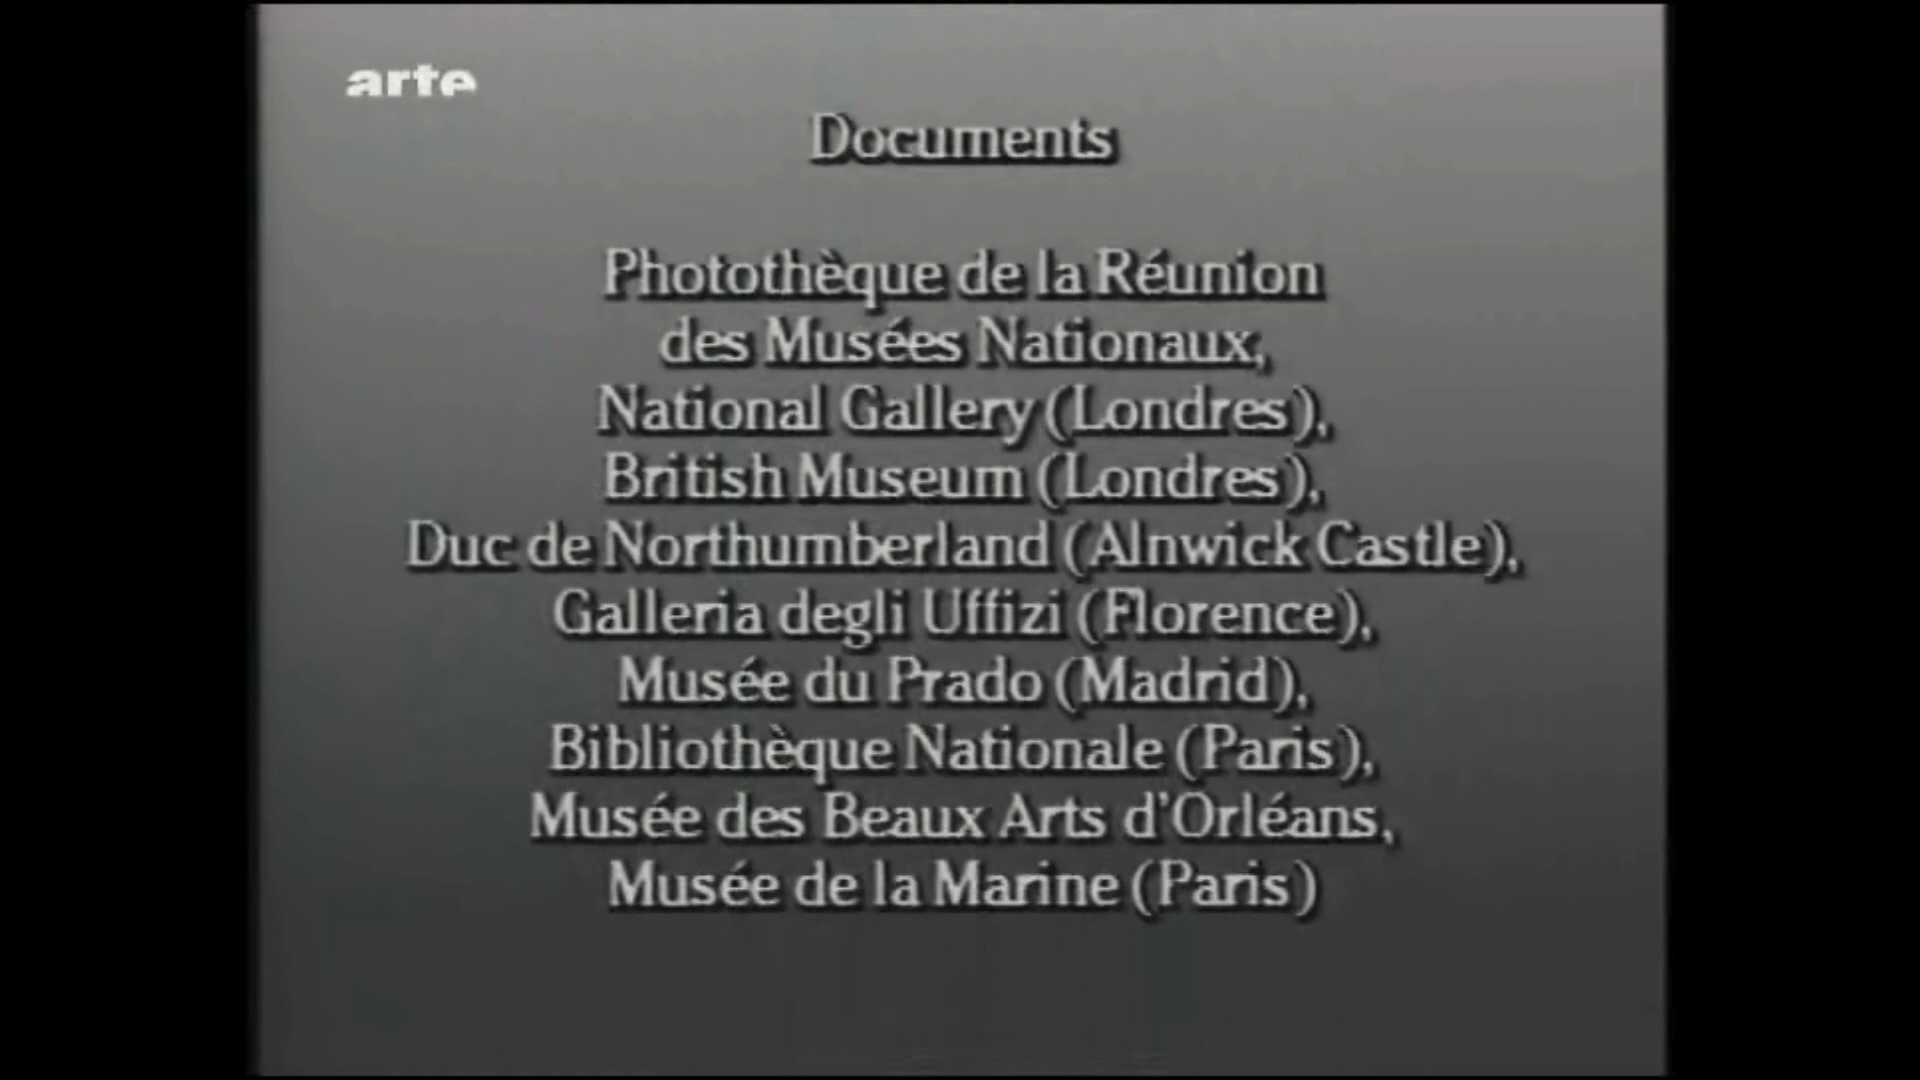 arte
Documents
Photothèque de la Réunion
des Musées Nationaux,
National Gallery (Londres),
British Museum (Londres),
Duc de Northumberland (Alnwick Castle),
Galleria degli Uffizi (Florence),
Musée du Prado (Madrid),
Bibliothèque Nationale (Paris),
Musée des Beaux Arts d'Orléans,
Musée de la Marine (Paris)